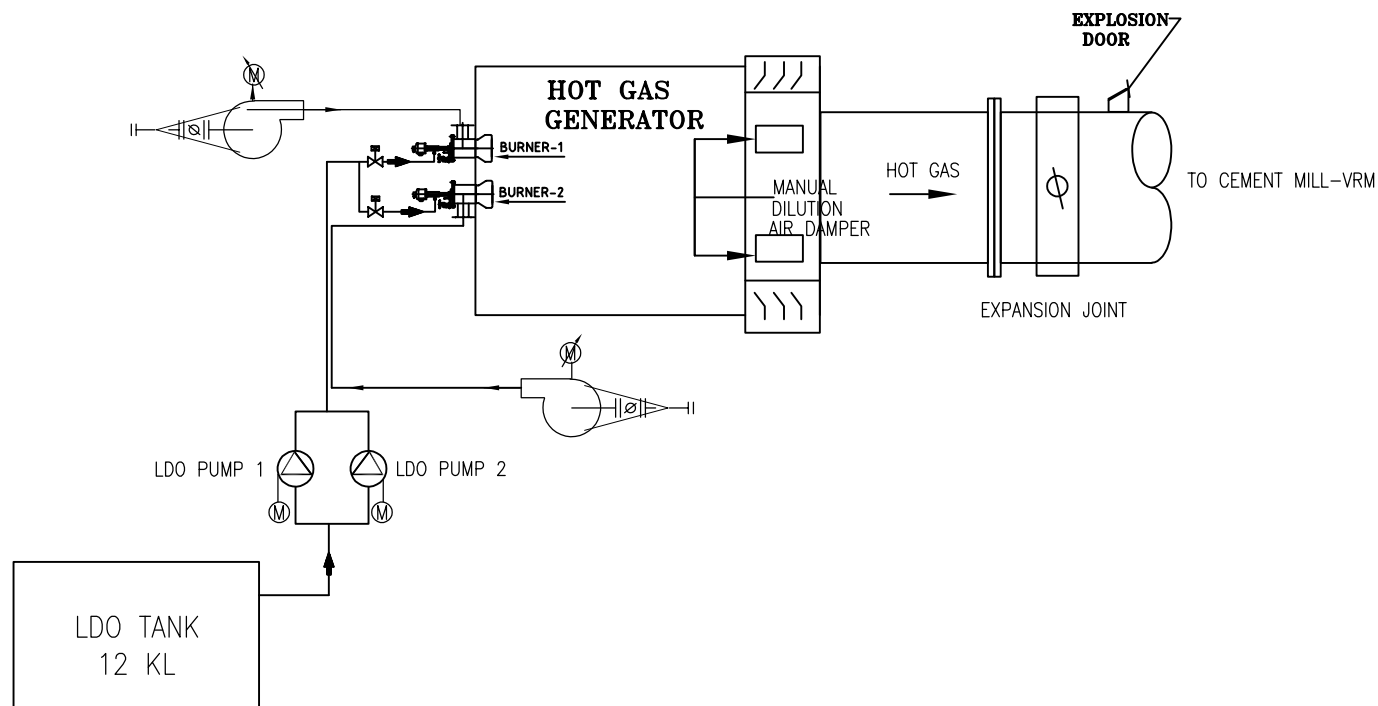 EXPLOSION
DOOR
M
HOT GAS
GENERATOR
BURNER-1
BURNER-2
MANUAL
DILUTION
AIR DAMPER
HOT GAS
TO CEMENT MILL-VRM
EXPANSION JOINT
M
LDO PUMP 1
LDO PUMP 2
M
M
LDO TANK
12 KL